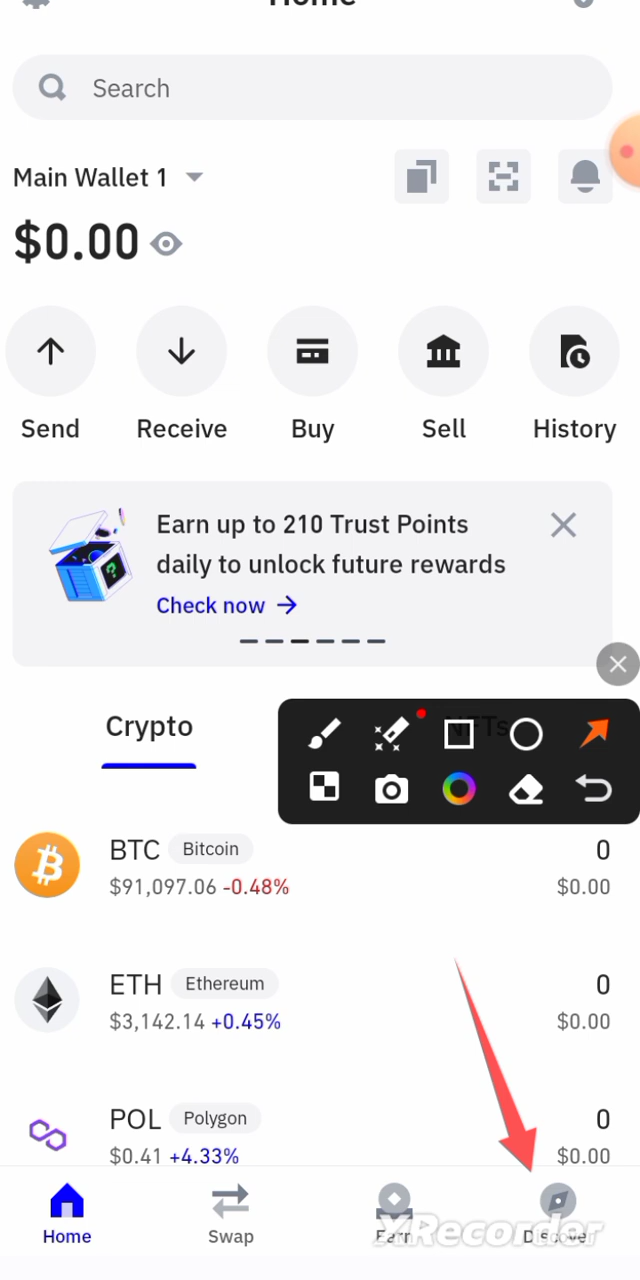 Home
Search
Main Wallet 1
$0.00
Send Receive Buy Sell History
Earn up to 210 Trust Points
daily to unlock future rewards
Check now
Crypto NFTs
BTC Bitcoin 0
$91,097.06 -0.48% $0.00
ETH Ethereum 0
$3,142.14 +0.45% $0.00
POL Polygon 0
$0.41 +4.33% $0.00
Home Swap Earn Discover
XRecorder